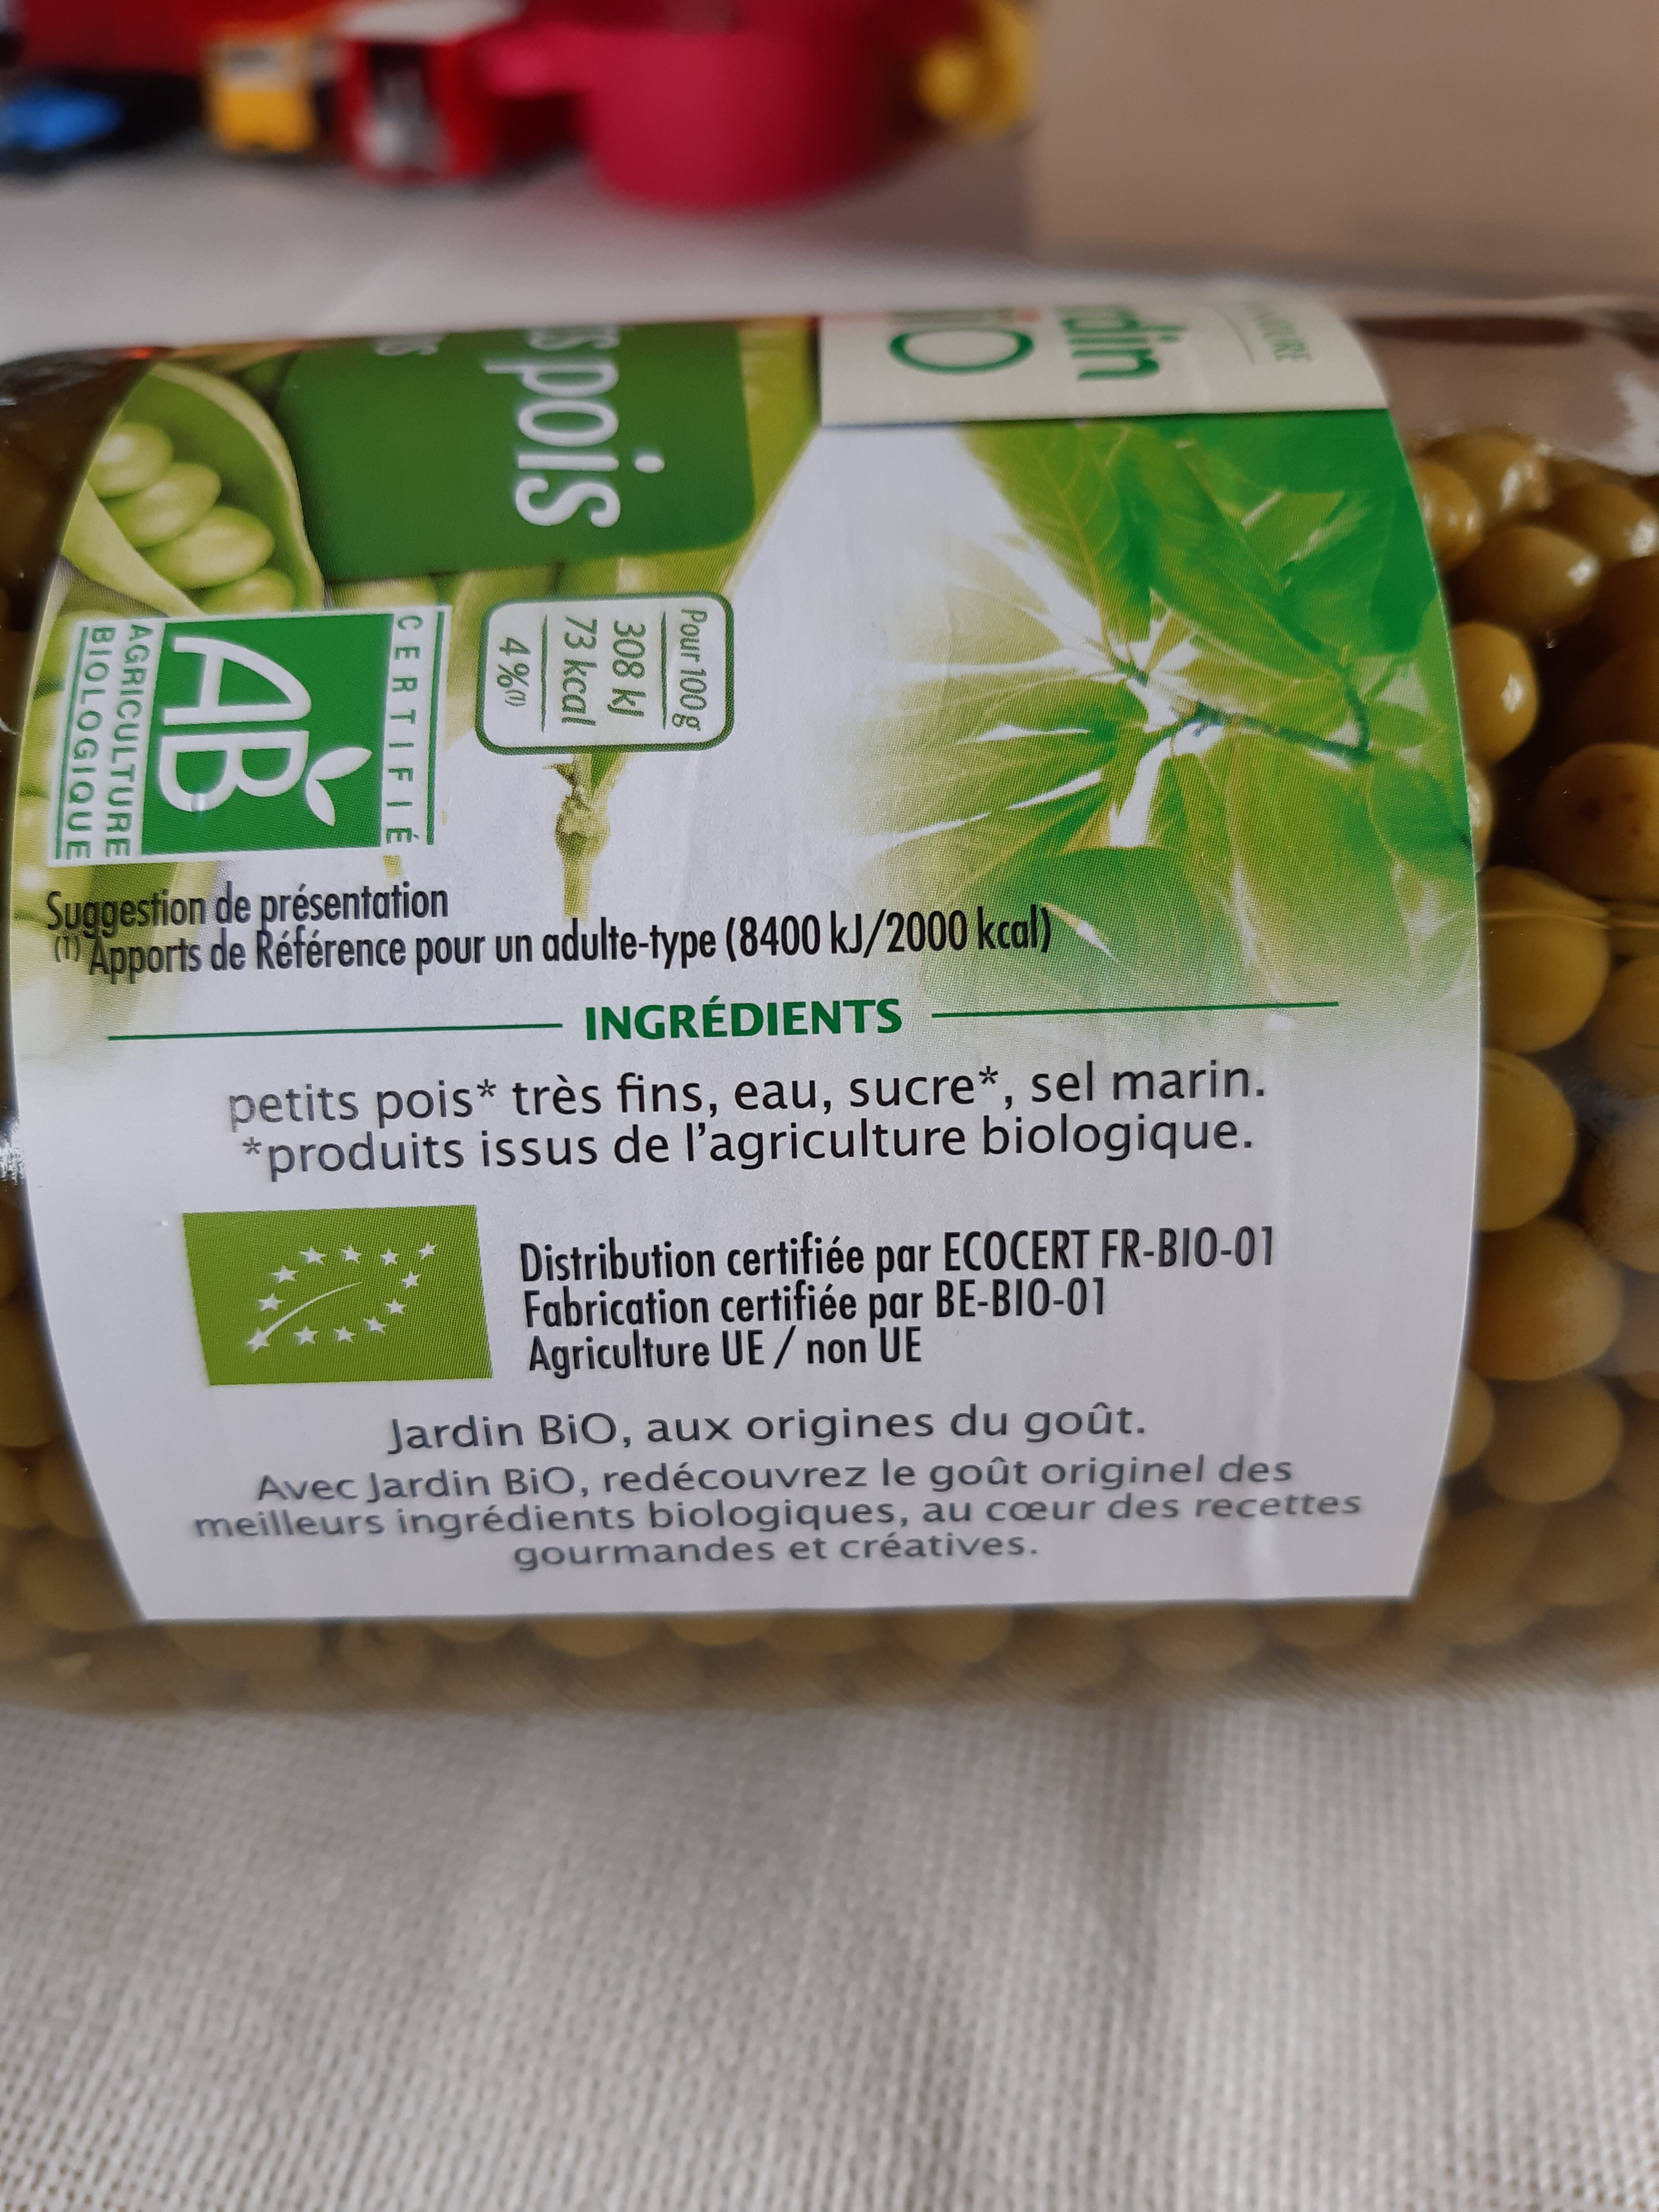 din
iO
pois
Pour 100 g
308 kJ
73 kcal
4%(1)
CERTIFIÉ
AB
AGRICULTURE
BIOLOGIQUE
Suggestion de présentation
(1) Apports de Référence pour un adulte-type (8400 kJ/2000 kcal)
INGRÉDIENTS
petits pois* très fins, eau, sucre*, sel marin.
*produits issus de l'agriculture biologique.
Distribution certifiée par ECOCERT FR-BIO-01
Fabrication certifiée par BE-BIO-01
Agriculture UE / non UE
Jardin BiO, aux origines du goût.
Avec Jardin BiO, redécouvrez le goût originel des
meilleurs ingrédients biologiques, au cœur des recettes
gourmandes et créatives.